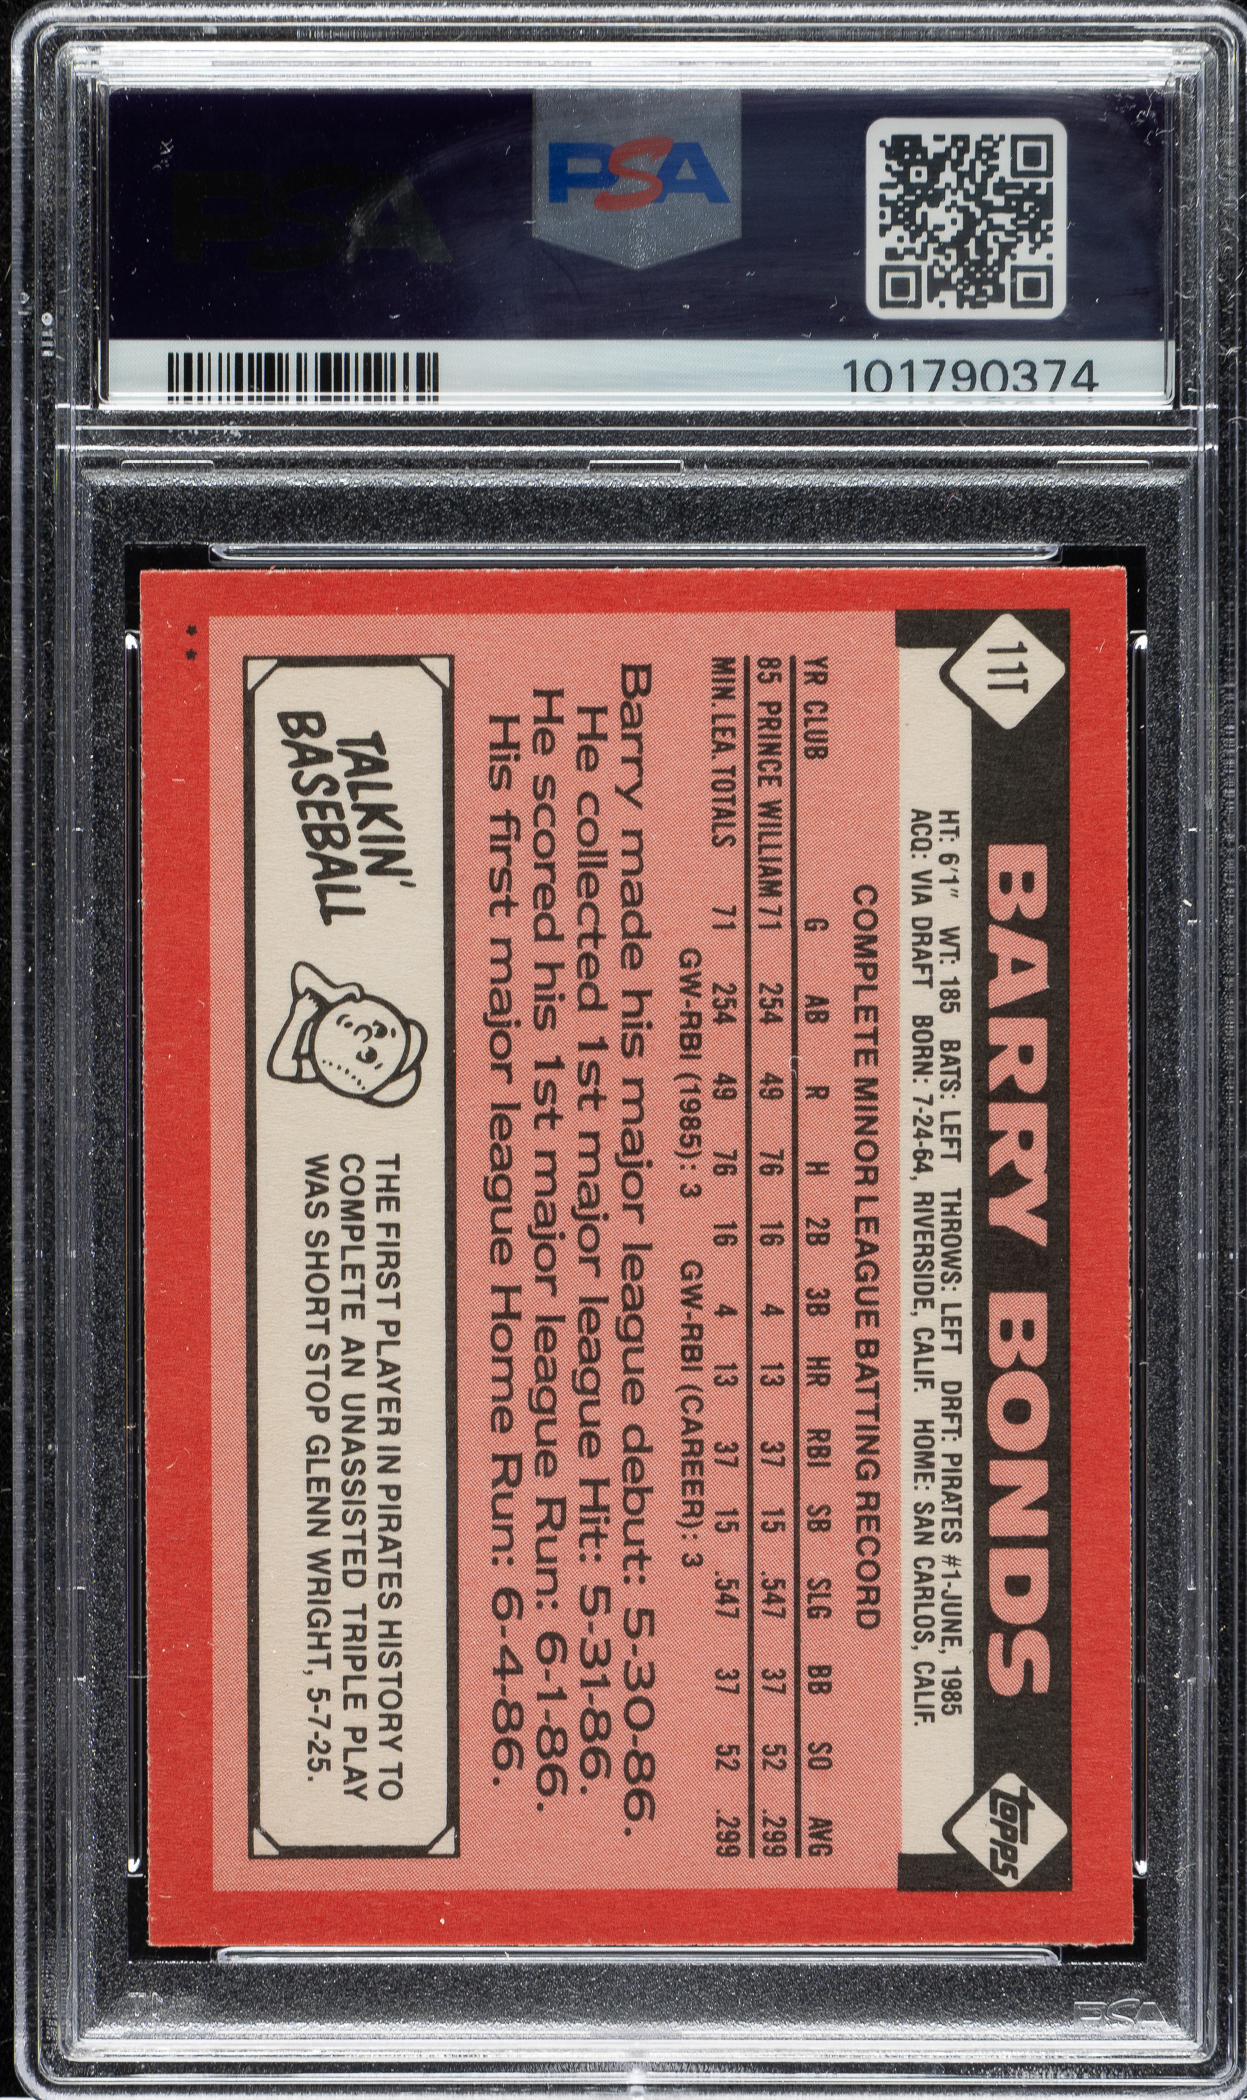 PSA
PSA
101790374
11T
BARRY BONDS
topps
HT: 6'1" WT: 185 BATS: LEFT THROWS: LEFT DRFT: PIRATES #1-JUNE, 1985
ACQ: VIA DRAFT BORN: 7-24-64, RIVERSIDE, CALIF. HOME: SAN CARLOS, CALIF.
COMPLETE MINOR LEAGUE BATTING RECORD
YR CLUB G AB R H 2B 3B HR RBI SB SLG BB SO AVG
85 PRINCE WILLIAM 71 254 49 76 16 4 13 37 15 .547 37 52 .299
MIN. LEA. TOTALS 71 254 49 76 16 4 13 37 15 .547 37 52 .299
GW-RBI (1985): 3 GW-RBI (CAREER): 3
Barry made his major league debut: 5-30-86.
He collected 1st major league Hit: 5-31-86.
He scored his 1st major league Run: 6-1-86.
His first major league Home Run: 6-4-86.
TALKIN'
BASEBALL
THE FIRST PLAYER IN PIRATES HISTORY TO
COMPLETE AN UNASSISTED TRIPLE PLAY
WAS SHORT STOP GLENN WRIGHT, 5-7-25.
**
PSA